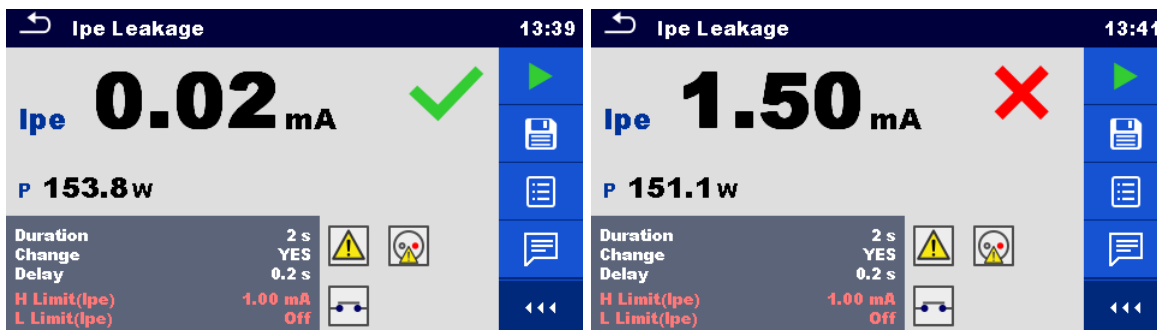 Ipe Leakage 13:39
Ipe 0.02 mA
P 153.8 W
Duration 2 s
Change YES
Delay 0.2 s
H Limit(Ipe) 1.00 mA
L Limit(Ipe) Off
Ipe Leakage 13:41
Ipe 1.50 mA
P 151.1 W
Duration 2 s
Change YES
Delay 0.2 s
H Limit(Ipe) 1.00 mA
L Limit(Ipe) Off